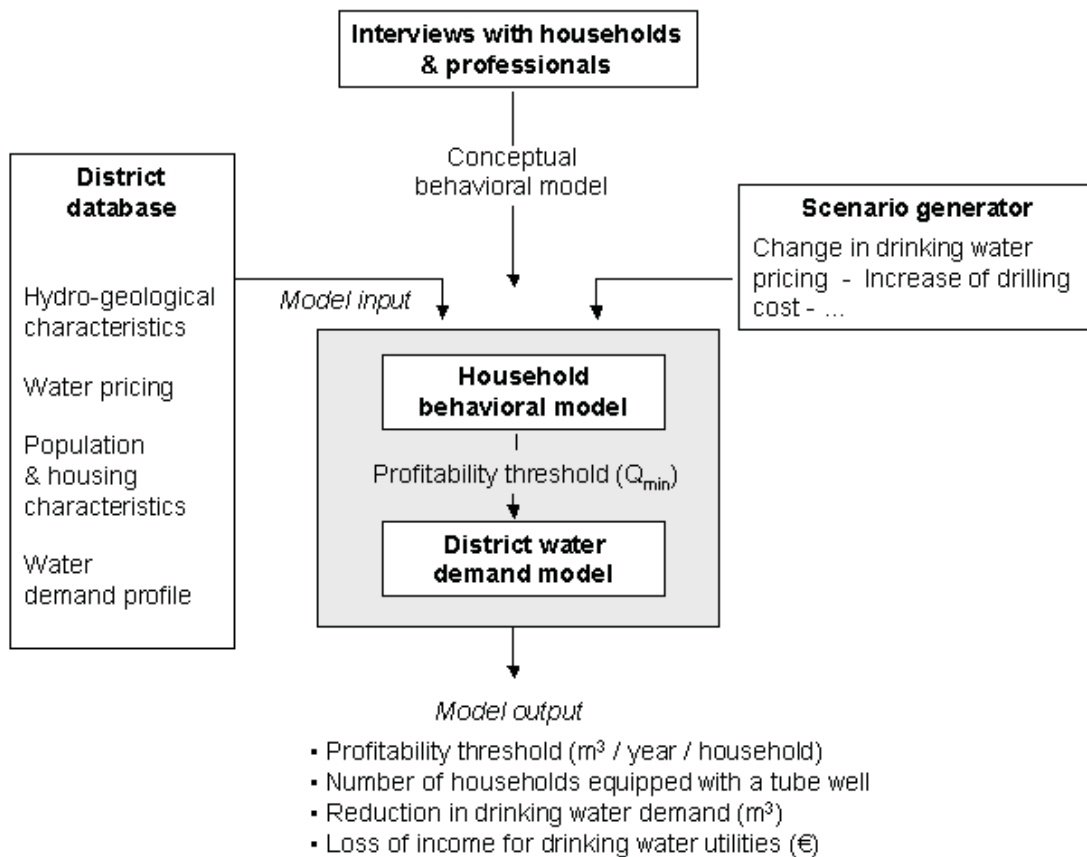 Interviews with households
& professionals
Conceptual
behavioral model
District
database
Hydro-geological
characteristics
Water pricing
Population
& housing
characteristics
Water
demand profile
Scenario generator
Change in drinking water
pricing - Increase of drilling
cost - ...
Model input
Household
behavioral model
Profitability threshold (Qmin)
District water
demand model
Model output
▪ Profitability threshold (m³ / year / household)
▪ Number of households equipped with a tube well
▪ Reduction in drinking water demand (m³)
▪ Loss of income for drinking water utilities (€)